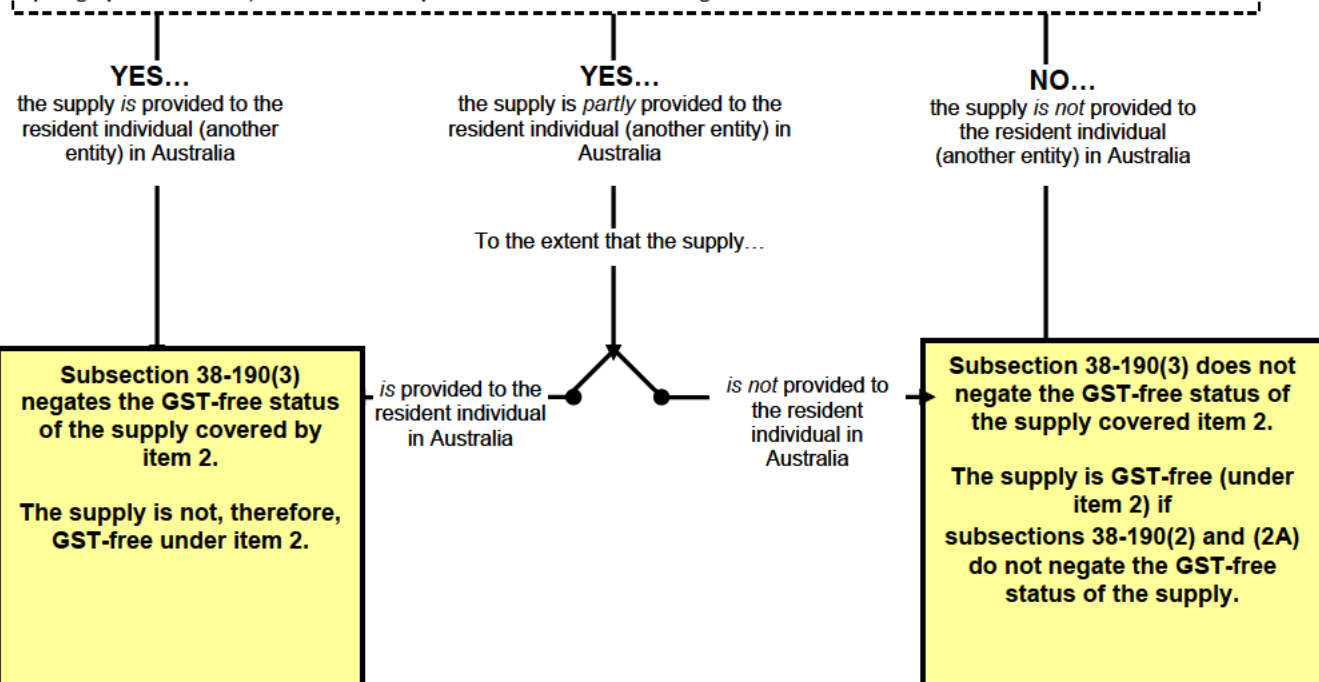 YES…
the supply is provided to the
resident individual (another
entity) in Australia
YES…
the supply is partly provided to the
resident individual (another entity) in
Australia
NO…
the supply is not provided to
the resident individual
(another entity) in Australia
To the extent that the supply…
is provided to the
resident individual
in Australia
is not provided to
the resident
individual in
Australia
Subsection 38-190(3)
negates the GST-free status
of the supply covered by
item 2.
The supply is not, therefore,
GST-free under item 2.
Subsection 38-190(3) does not
negate the GST-free status of
the supply covered item 2.
The supply is GST-free (under
item 2) if
subsections 38-190(2) and (2A)
do not negate the GST-free
status of the supply.